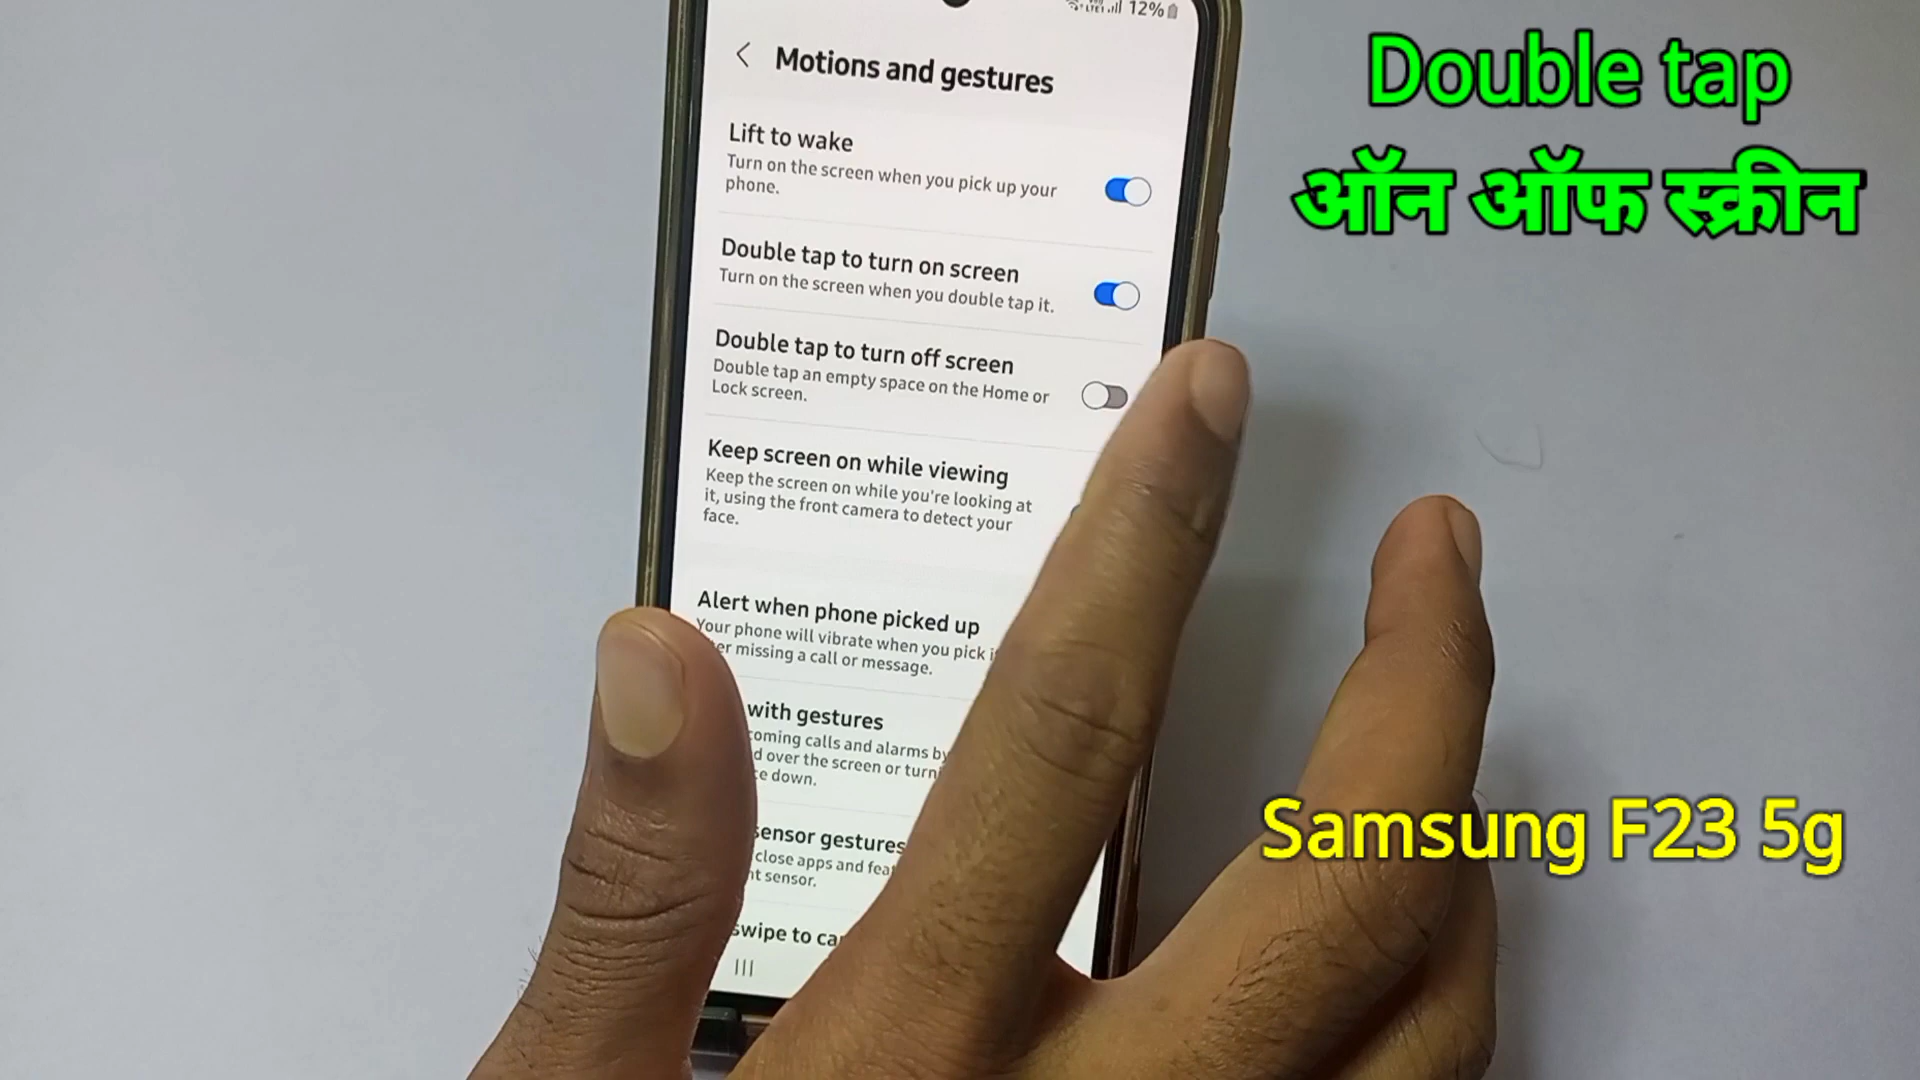 12%
Motions and gestures
Lift to wake
Turn on the screen when you pick up your
phone.
Double tap to turn on screen
Turn on the screen when you double tap it.
Double tap to turn off screen
Double tap an empty space on the Home or
Lock screen.
Keep screen on while viewing
Keep the screen on while you're looking at
it, using the front camera to detect your
face.
Alert when phone picked up
Your phone will vibrate when you pick
missing a call or message.
with gestures
calls and alarms by
over the screen or
down.
gestures
close apps and
sensor.
swipe to
Double tap
ऑन ऑफ स्क्रीन
Samsung F23 5g